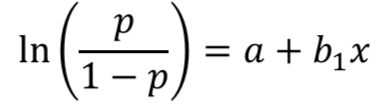 ln(p / (1 − p)) = a + b₁x